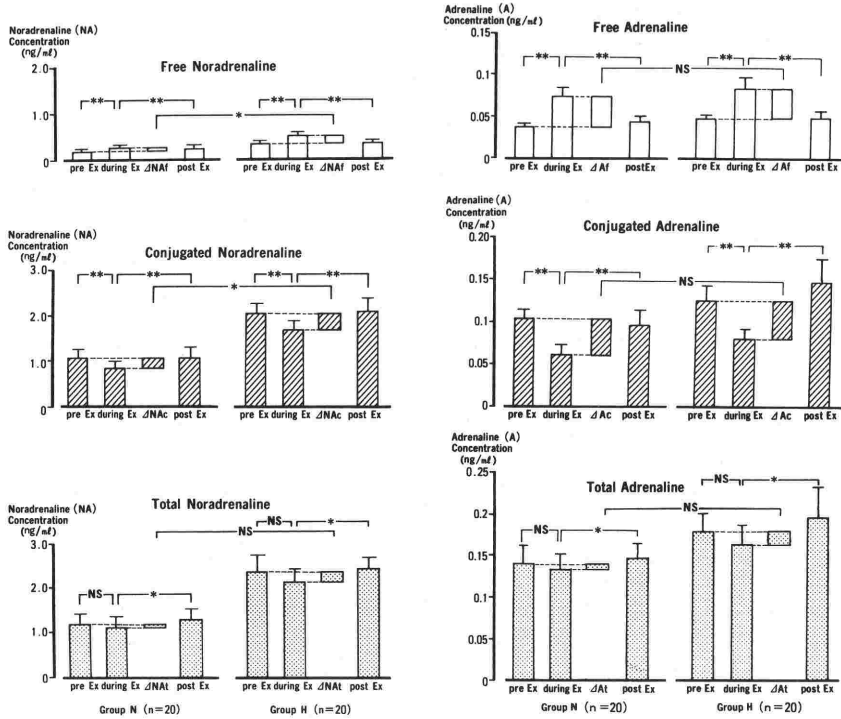 Noradrenaline (NA)
Concentration
(ng/mℓ)
Free Noradrenaline
2.0
1.0
0
** ** ** **
*
pre Ex during Ex ⊿NAf post Ex pre Ex during Ex ⊿NAf post Ex
Noradrenaline (NA)
Concentration
(ng/mℓ)
Conjugated Noradrenaline
3.0
2.0
1.0
0
** ** ** **
*
pre Ex during Ex ⊿NAc post Ex pre Ex during Ex ⊿NAc post Ex
Noradrenaline (NA)
Concentration
(ng/mℓ)
Total Noradrenaline
3.0
2.0
1.0
0
NS *
NS
NS *
pre Ex during Ex ⊿NAt post Ex pre Ex during Ex ⊿NAt post Ex
Group N (n=20) Group H (n=20)
Adrenaline (A)
Concentration
(ng/mℓ)
Free Adrenaline
0.1
0.05
0
** ** ** **
NS
pre Ex during Ex ⊿Af post Ex pre Ex during Ex ⊿Af post Ex
Adrenaline (A)
Concentration
(ng/mℓ)
Conjugated Adrenaline
0.20
0.15
0.1
0.05
0
** **
** ** NS
pre Ex during Ex ⊿Ac post Ex pre Ex during Ex ⊿Ac post Ex
Adrenaline (A)
Concentration
(ng/mℓ)
Total Adrenaline
0.25
0.2
0.15
0.1
0.05
0
NS *
NS
NS *
pre Ex during Ex ⊿At post Ex pre Ex during Ex ⊿At post Ex
Group N (n=20) Group H (n=20)